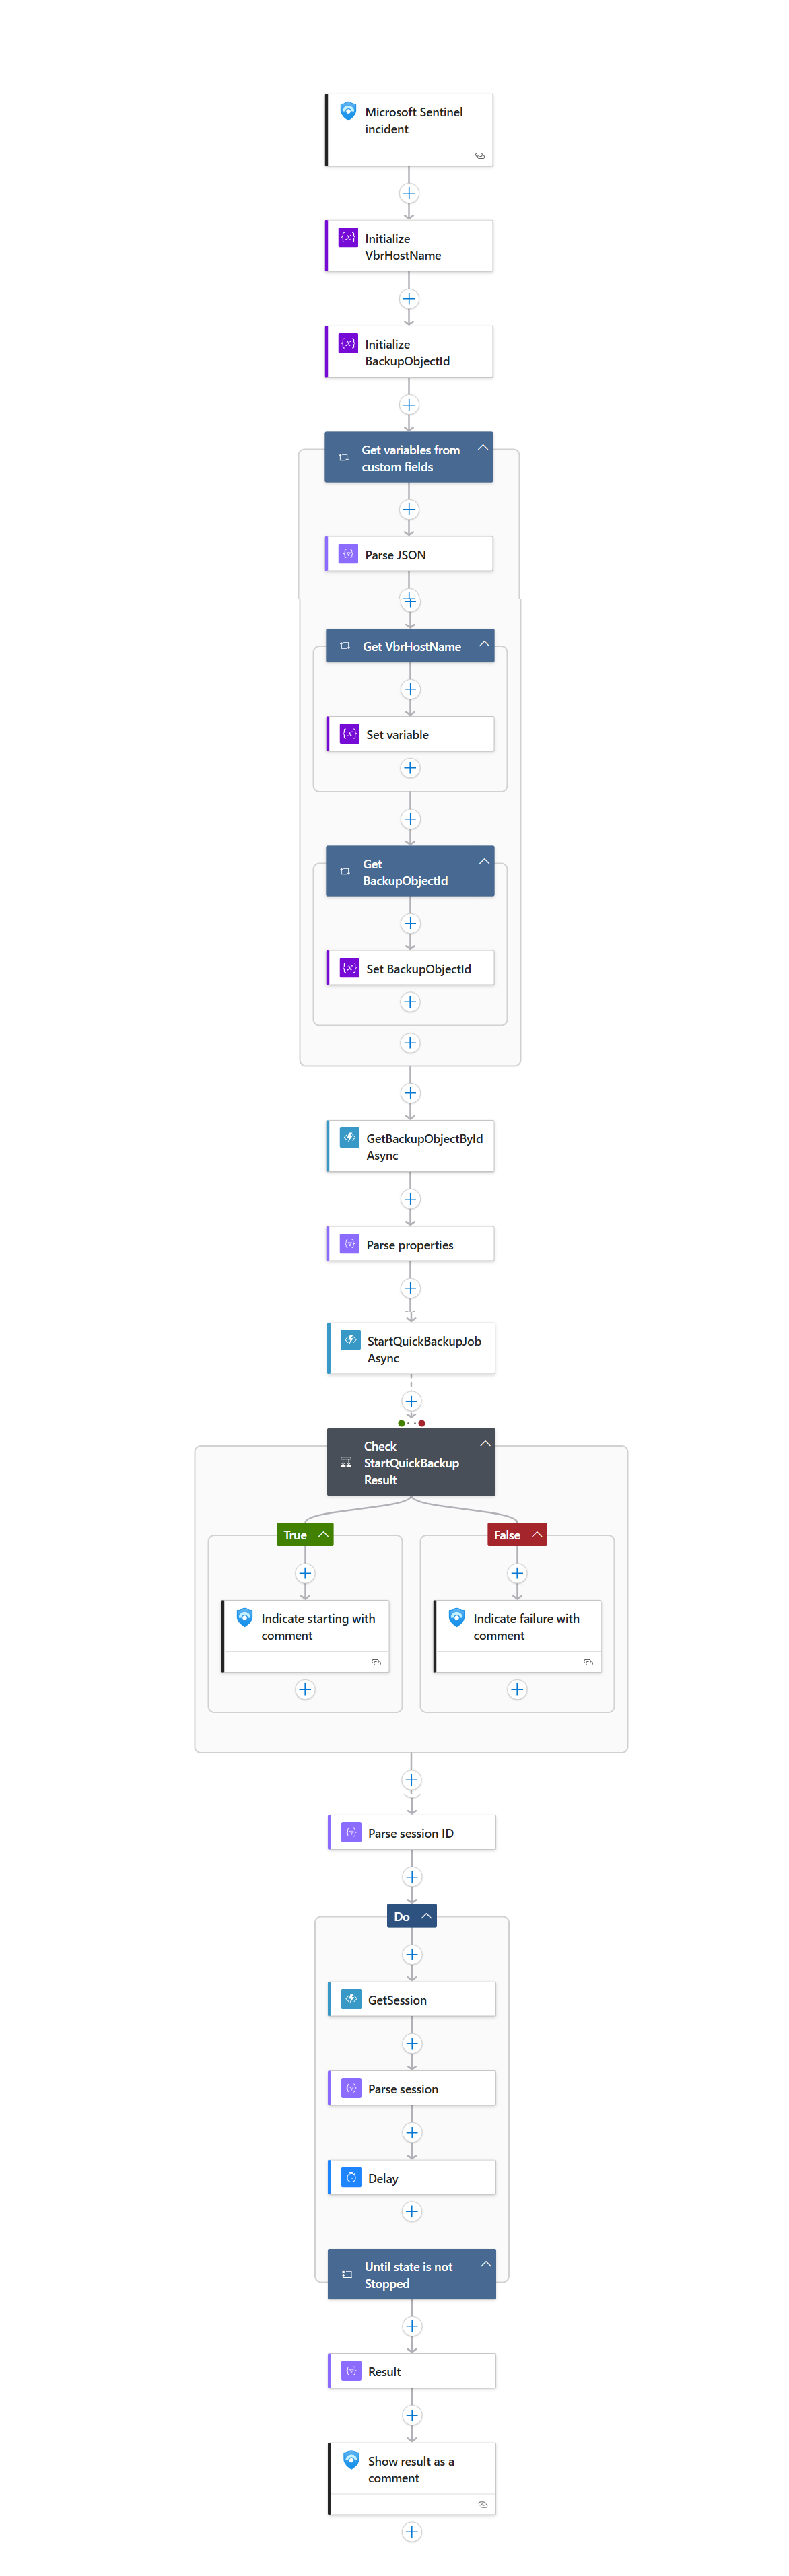 Microsoft Sentinel
incident
Initialize
VbrHostName
Initialize
BackupObjectId
Get variables from
custom fields
Parse JSON
Get VbrHostName
Set variable
Get
BackupObjectId
Set BackupObjectId
GetBackupObjectById
Async
Parse properties
StartQuickBackupJob
Async
Check
StartQuickBackup
Result
True
False
Indicate starting with
comment
Indicate failure with
comment
Parse session ID
Do
GetSession
Parse session
Delay
Until state is not
Stopped
Result
Show result as a
comment